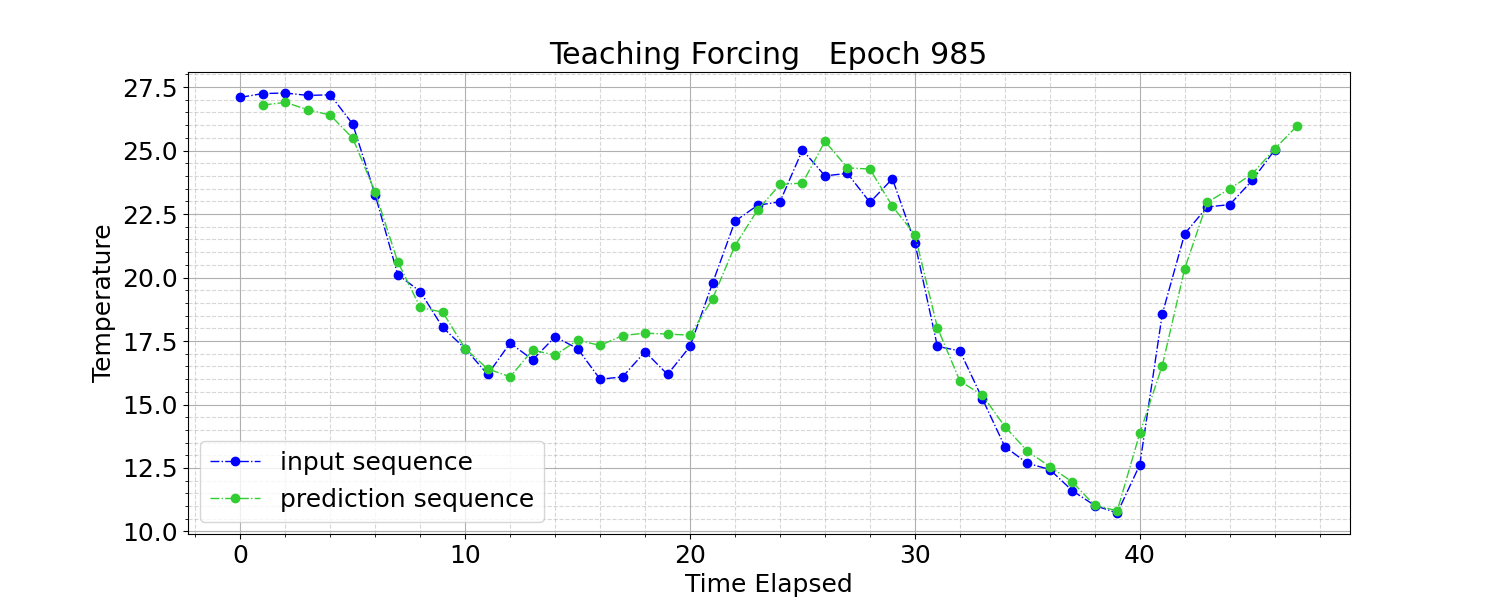 Teaching Forcing   Epoch 985
27.5
25.0
22.5
20.0
17.5
15.0
12.5
10.0
Temperature
input sequence
prediction sequence
0 10 20 30 40
Time Elapsed